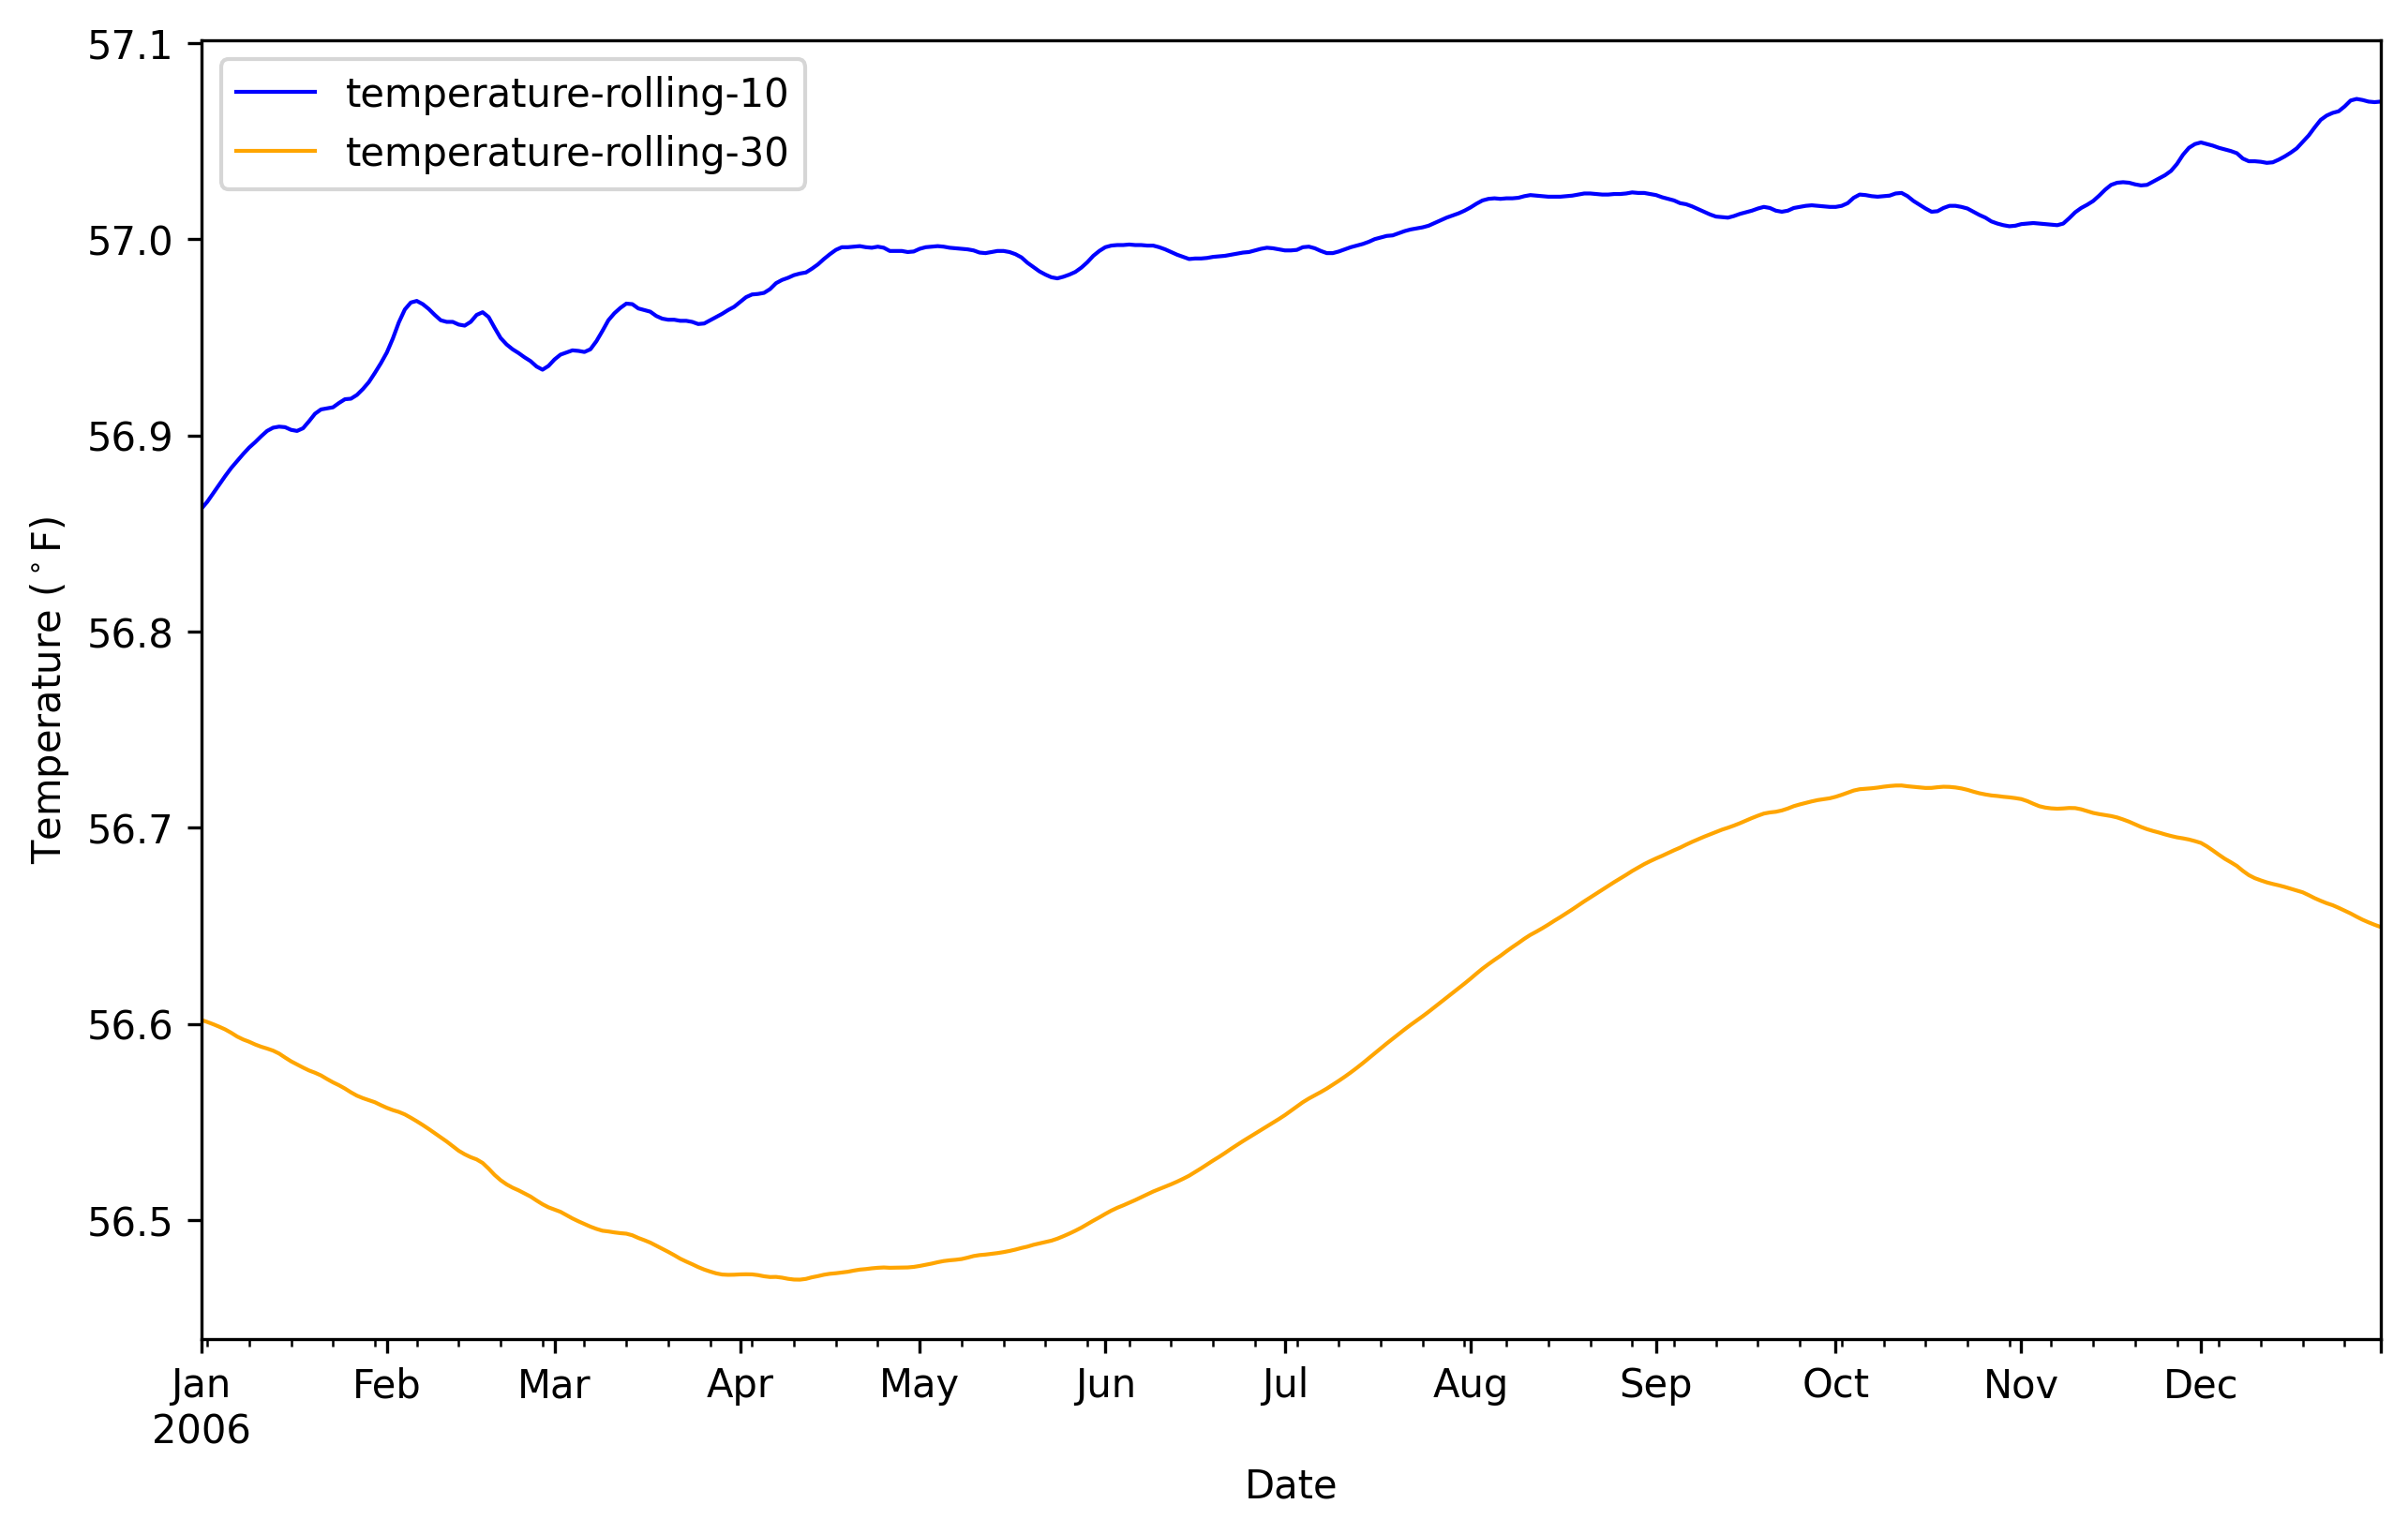 temperature-rolling-10
temperature-rolling-30
57.1
57.0
56.9
56.8
56.7
56.6
56.5
Temperature (°F)
Jan Feb Mar Apr May Jun Jul Aug Sep Oct Nov Dec
2006
Date